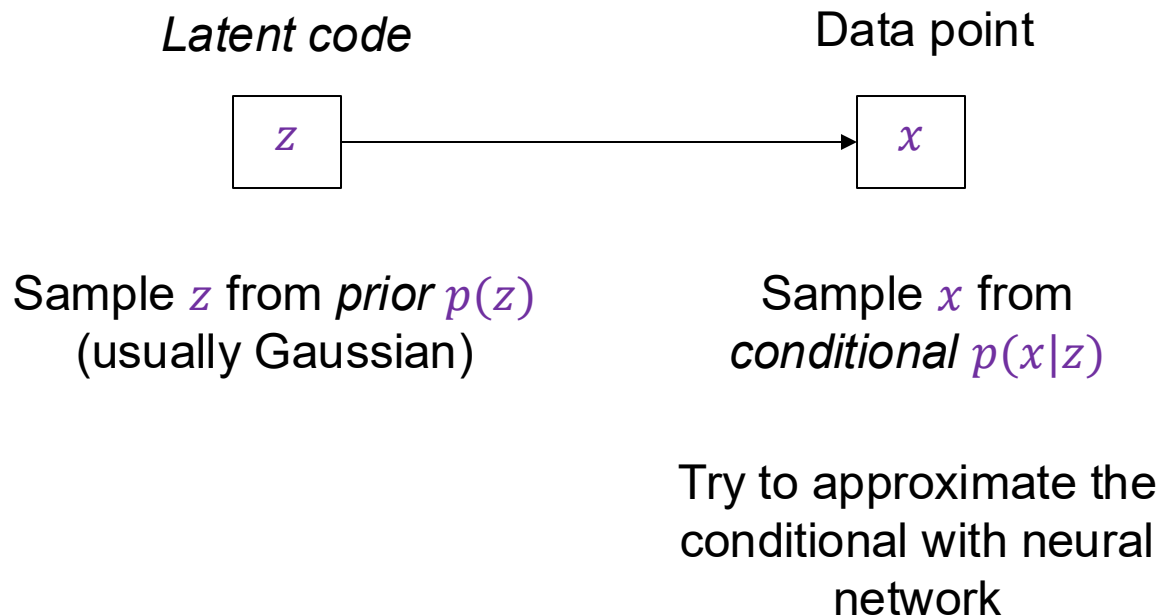 Latent code
Data point
z
x
Sample z from prior p(z)
(usually Gaussian)
Sample x from
conditional p(x|z)
Try to approximate the
conditional with neural
network